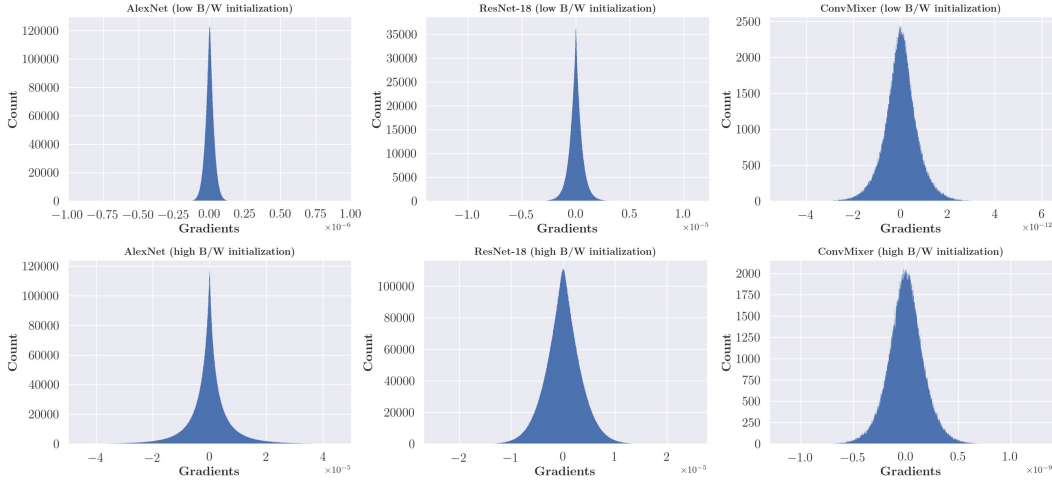 AlexNet (low B/W initialization)
120000
100000
80000
60000
40000
20000
0
Count
−1.00 −0.75 −0.50 −0.25 0.00 0.25 0.50 0.75 1.00
Gradients
×10⁻⁶
ResNet-18 (low B/W initialization)
35000
30000
25000
20000
15000
10000
5000
0
Count
−1.0 −0.5 0.0 0.5 1.0
Gradients
×10⁻⁵
ConvMixer (low B/W initialization)
2500
2000
1500
1000
500
0
Count
−4 −2 0 2 4 6
Gradients
×10⁻¹²
AlexNet (high B/W initialization)
120000
100000
80000
60000
40000
20000
0
Count
−4 −2 0 2 4
Gradients
×10⁻⁵
ResNet-18 (high B/W initialization)
100000
80000
60000
40000
20000
0
Count
−2 −1 0 1 2
Gradients
×10⁻⁵
ConvMixer (high B/W initialization)
2000
1750
1500
1250
1000
750
500
250
0
Count
−1.0 −0.5 0.0 0.5 1.0
Gradients
×10⁻⁹